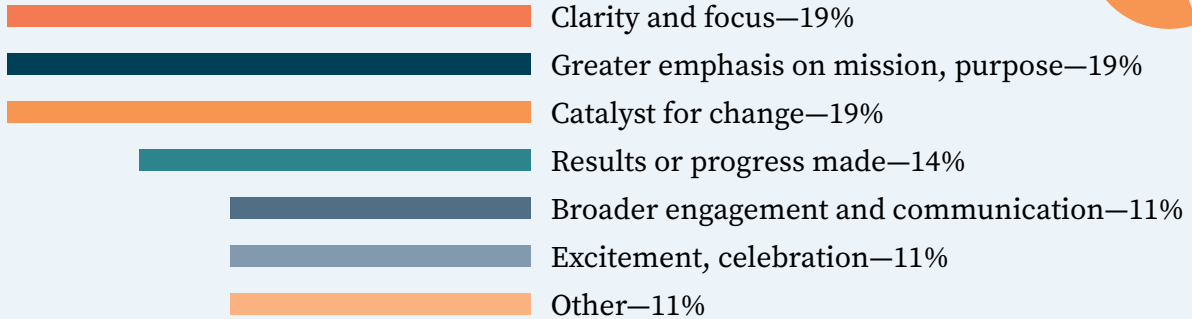 Clarity and focus—19%
Greater emphasis on mission, purpose—19%
Catalyst for change—19%
Results or progress made—14%
Broader engagement and communication—11%
Excitement, celebration—11%
Other—11%